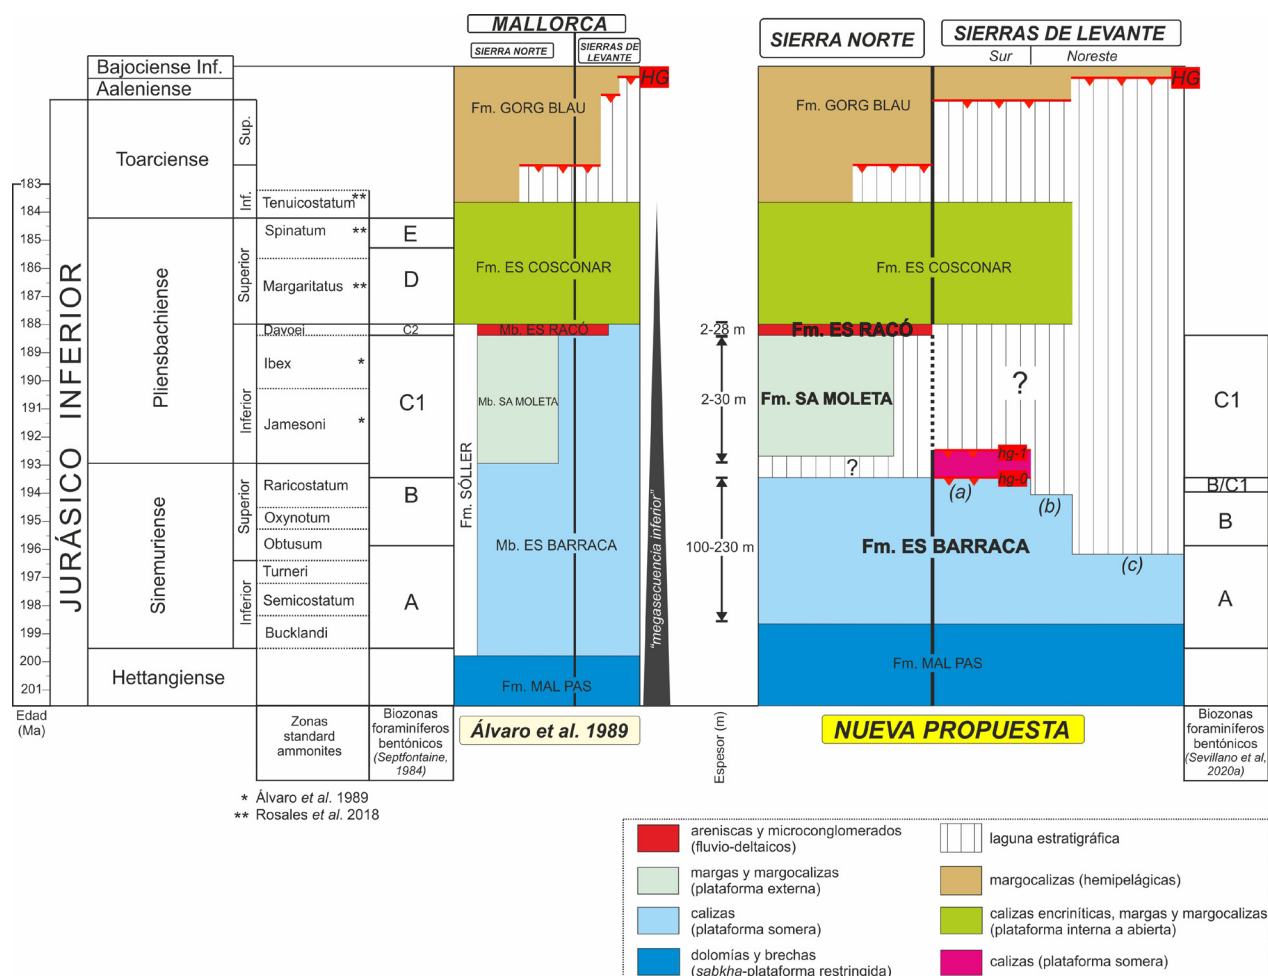 MALLORCA
SIERRA NORTE
SIERRAS DE
LEVANTE
SIERRA NORTE
SIERRAS DE LEVANTE
Sur
Noreste
Bajociense Inf.
Aaleniense
HG
HG
Fm. GORG BLAU
Fm. GORG BLAU
Toarciense
Sup.
Inf.
183
184
185
186
187
188
189
190
191
192
193
194
195
196
197
198
199
200
201
Edad
(Ma)
JURÁSICO INFERIOR
Pliensbachiense
Sinemuriense
Hettangiense
Superior
Inferior
Superior
Inferior
Tenuicostatum **
Spinatum **
Margaritatus **
Davoei
Ibex *
Jamesoni *
Raricostatum
Oxynotum
Obtusum
Turneri
Semicostatum
Bucklandi
Zonas
standard
ammonites
E
D
C2
C1
B
A
Biozonas
foraminíferos
bentónicos
(Septfontaine,
1984)
Fm. ES COSCONAR
Mb. ES RACÓ
Mb. SA MOLETA
Fm. SÓLLER
Mb. ES BARRACA
Fm. MAL PAS
Álvaro et al. 1989
"megasecuencia inferior"
2-28 m
2-30 m
100-230 m
Espesor (m)
Fm. ES COSCONAR
Fm. ES RACÓ
Fm. SA MOLETA
?
?
hg-1
hg-0
(a)
(b)
(c)
Fm. ES BARRACA
Fm. MAL PAS
NUEVA PROPUESTA
C1
B/C1
B
A
Biozonas
foraminíferos
bentónicos
(Sevillano et al,
2020a)
* Álvaro et al. 1989
** Rosales et al. 2018
areniscas y microconglomerados
(fluvio-deltaicos)
margas y margocalizas
(plataforma externa)
calizas
(plataforma somera)
dolomías y brechas
(sabkha-plataforma restringida)
laguna estratigráfica
margocalizas (hemipelágicas)
calizas encriníticas, margas y margocalizas
(plataforma interna a abierta)
calizas (plataforma somera)